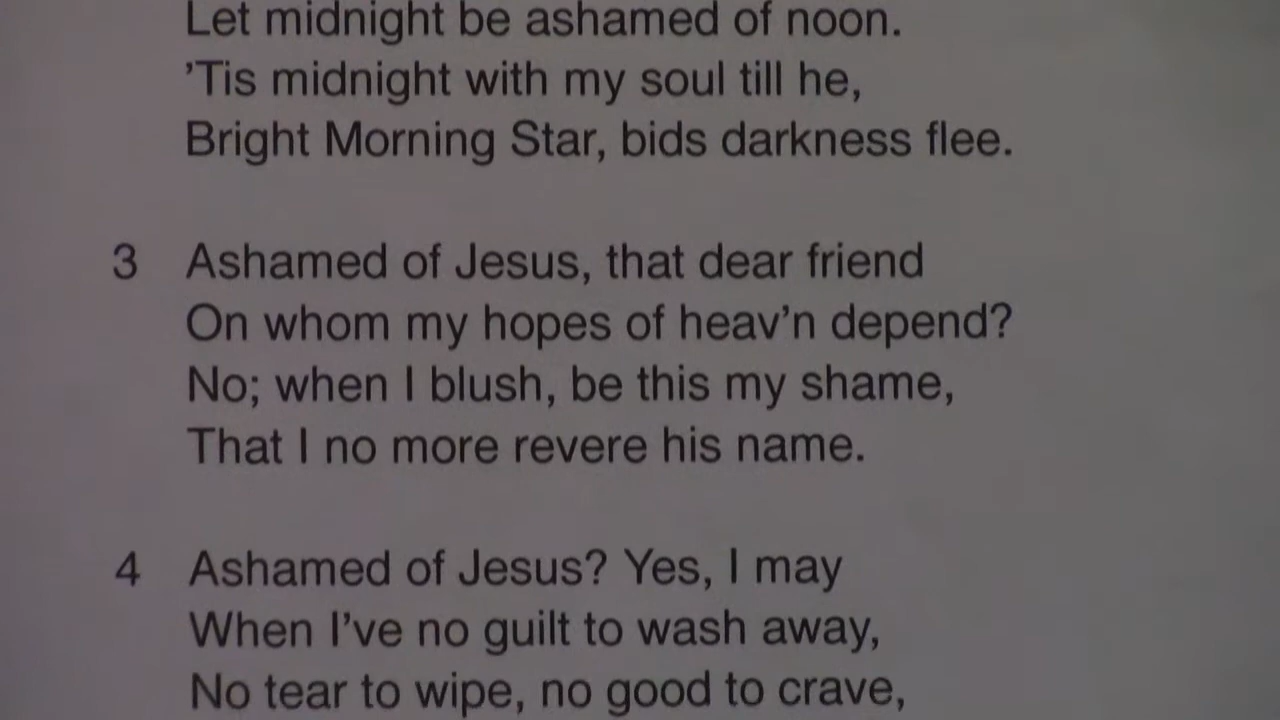 Let midnight be ashamed of noon.
’Tis midnight with my soul till he,
Bright Morning Star, bids darkness flee.
3 Ashamed of Jesus, that dear friend
On whom my hopes of heav’n depend?
No; when I blush, be this my shame,
That I no more revere his name.
4 Ashamed of Jesus? Yes, I may
When I’ve no guilt to wash away,
No tear to wipe, no good to crave,